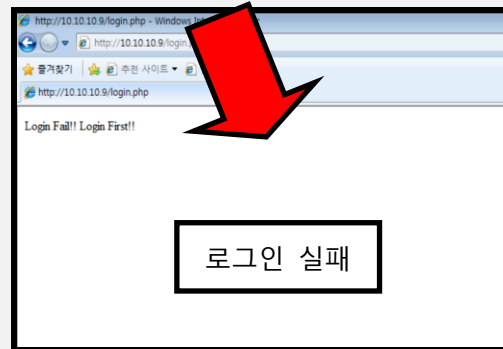 http://10.10.10.9/login.php - Windows
http://10.10.10.9/login
즐겨찾기 추천 사이트
http://10.10.10.9/login.php
Login Fail!! Login First!!
로그인 실패